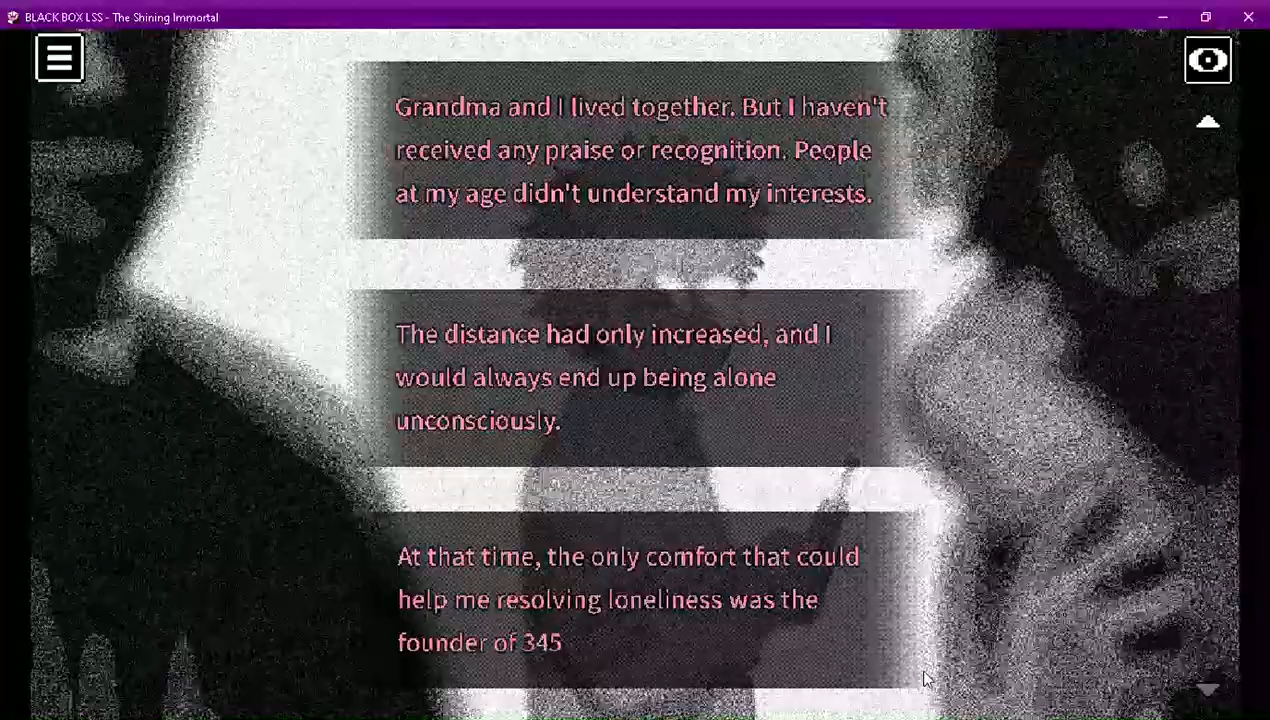 BLACK BOX LSS - The Shining Immortal
Grandma and I lived together. But I haven't
received any praise or recognition. People
at my age didn't understand my interests.
The distance had only increased, and I
would always end up being alone
unconsciously.
At that time, the only comfort that could
help me resolving loneliness was the
founder of 345